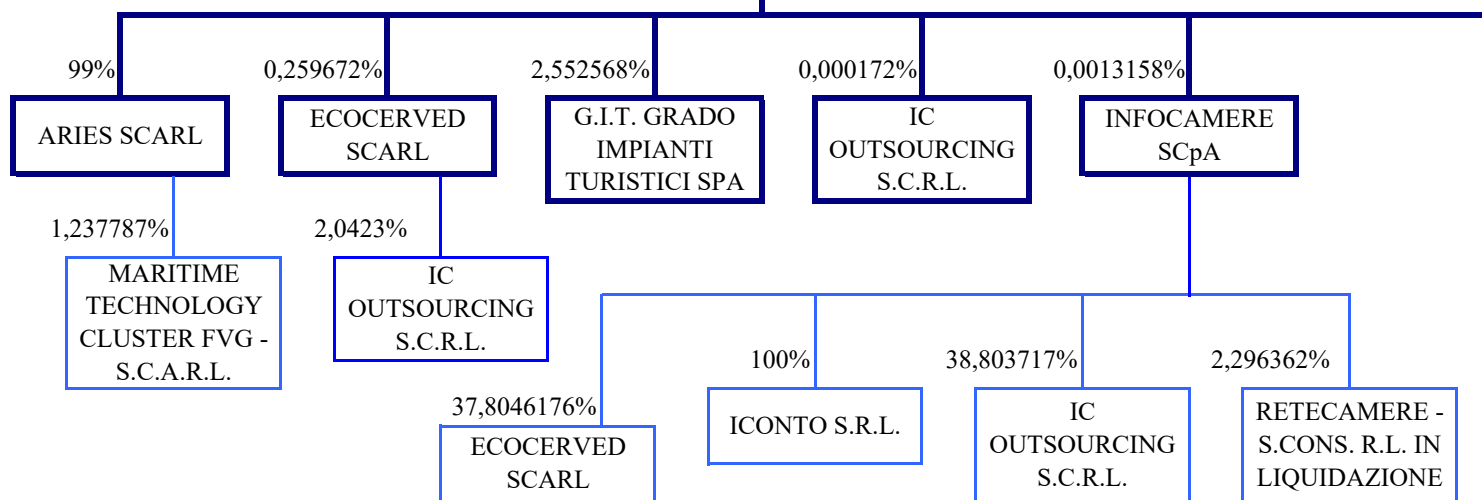 99%
0,259672%
2,552568%
0,000172%
0,0013158%
ARIES SCARL
ECOCERVED
SCARL
G.I.T. GRADO
IMPIANTI
TURISTICI SPA
IC
OUTSOURCING
S.C.R.L.
INFOCAMERE
SCpA
1,237787%
2,0423%
MARITIME
TECHNOLOGY
CLUSTER FVG -
S.C.A.R.L.
IC
OUTSOURCING
S.C.R.L.
37,8046176%
100%
38,803717%
2,296362%
ECOCERVED
SCARL
ICONTO S.R.L.
IC
OUTSOURCING
S.C.R.L.
RETECAMERE -
S.CONS. R.L. IN
LIQUIDAZIONE